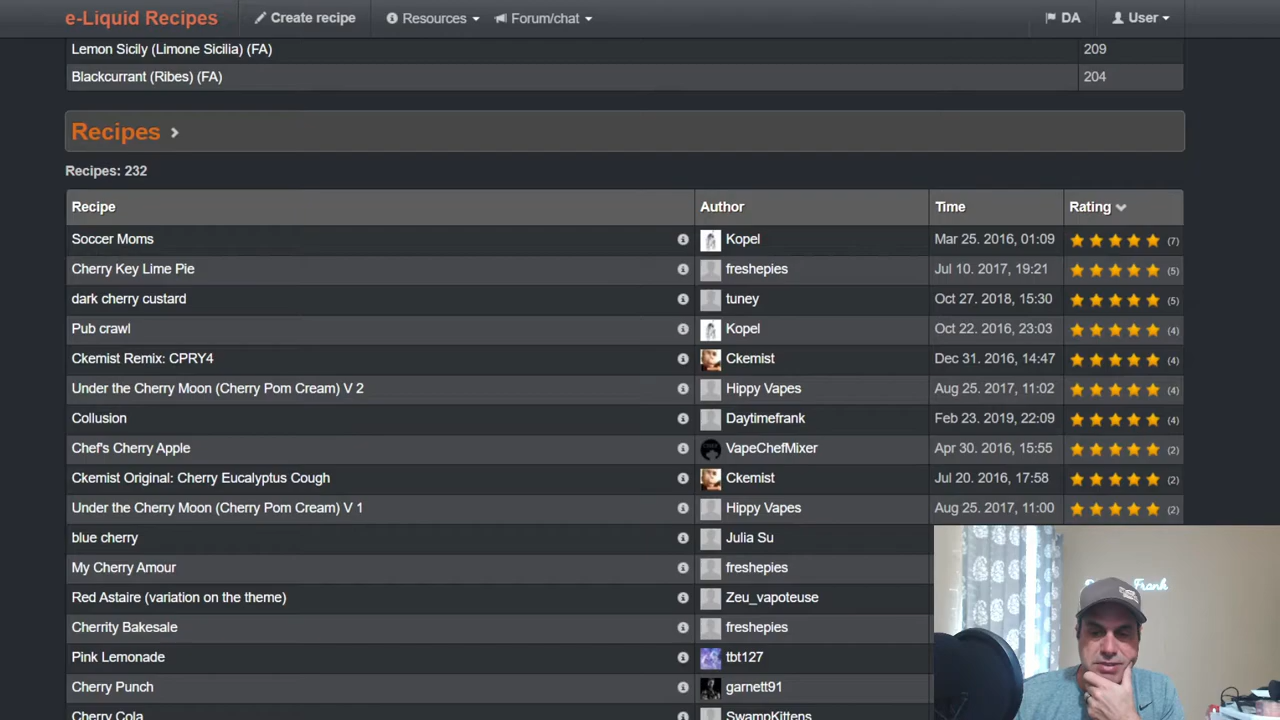 e-Liquid Recipes Create recipe Resources Forum/chat DA User
Lemon Sicily (Limone Sicilia) (FA) 209
Blackcurrant (Ribes) (FA) 204
Recipes
Recipes: 232
Recipe Author Time Rating
Soccer Moms Kopel Mar 25. 2016, 01:09 (7)
Cherry Key Lime Pie freshepies Jul 10. 2017, 19:21 (5)
dark cherry custard tuney Oct 27. 2018, 15:30 (5)
Pub crawl Kopel Oct 22. 2016, 23:03 (4)
Ckemist Remix: CPRY4 Ckemist Dec 31. 2016, 14:47 (4)
Under the Cherry Moon (Cherry Pom Cream) V 2 Hippy Vapes Aug 25. 2017, 11:02 (4)
Collusion Daytimefrank Feb 23. 2019, 22:09 (4)
Chef's Cherry Apple VapeChefMixer Apr 30. 2016, 15:55 (2)
Ckemist Original: Cherry Eucalyptus Cough Ckemist Jul 20. 2016, 17:58 (2)
Under the Cherry Moon (Cherry Pom Cream) V 1 Hippy Vapes Aug 25. 2017, 11:00 (2)
blue cherry Julia Su
My Cherry Amour freshepies
Red Astaire (variation on the theme) Zeu_vapoteuse
Cherrity Bakesale freshepies
Pink Lemonade tbt127
Cherry Punch garnett91
Cherry Cola SwampKittens
Frank